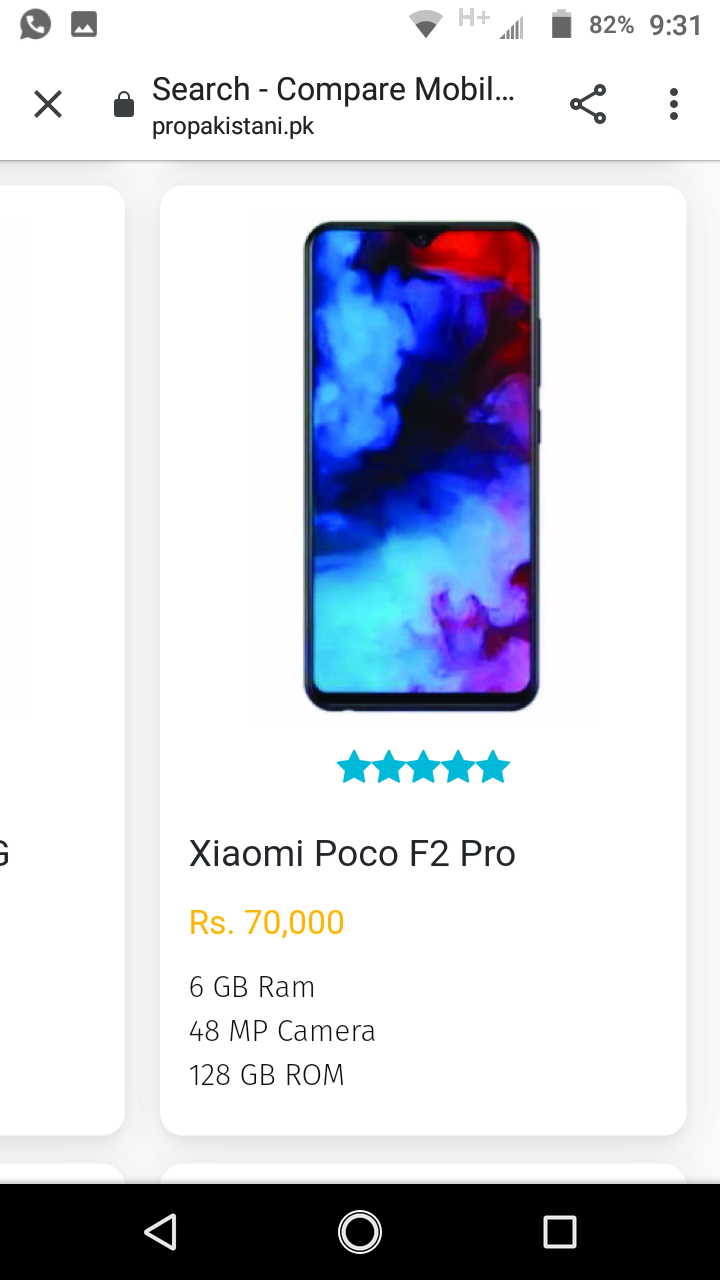 H+ 82% 9:31
Search - Compare Mobil...
propakistani.pk
G
Xiaomi Poco F2 Pro
Rs. 70,000
6 GB Ram
48 MP Camera
128 GB ROM